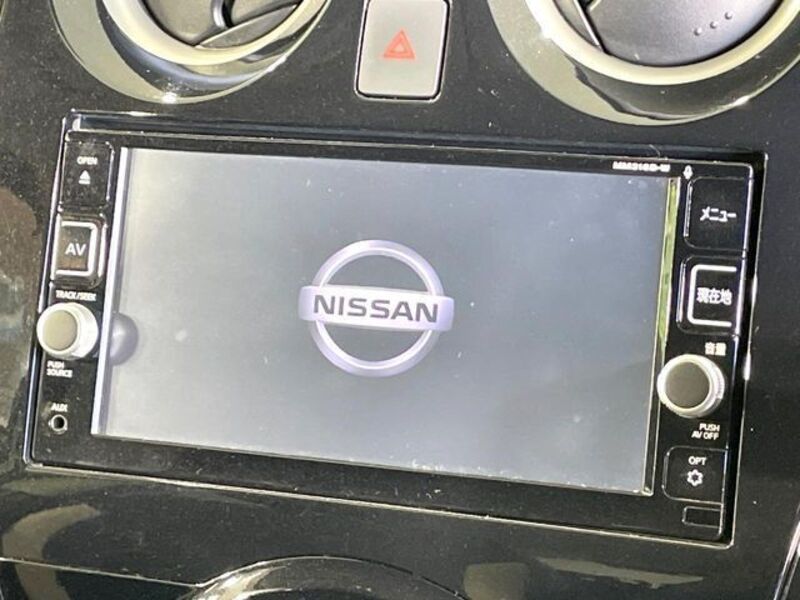 OPEN
MM316D-W
AV
メニュー
NISSAN
TRACK/SEEK
現在地
PUSH
SOURCE
音量
AUX
PUSH
AV OFF
OPT